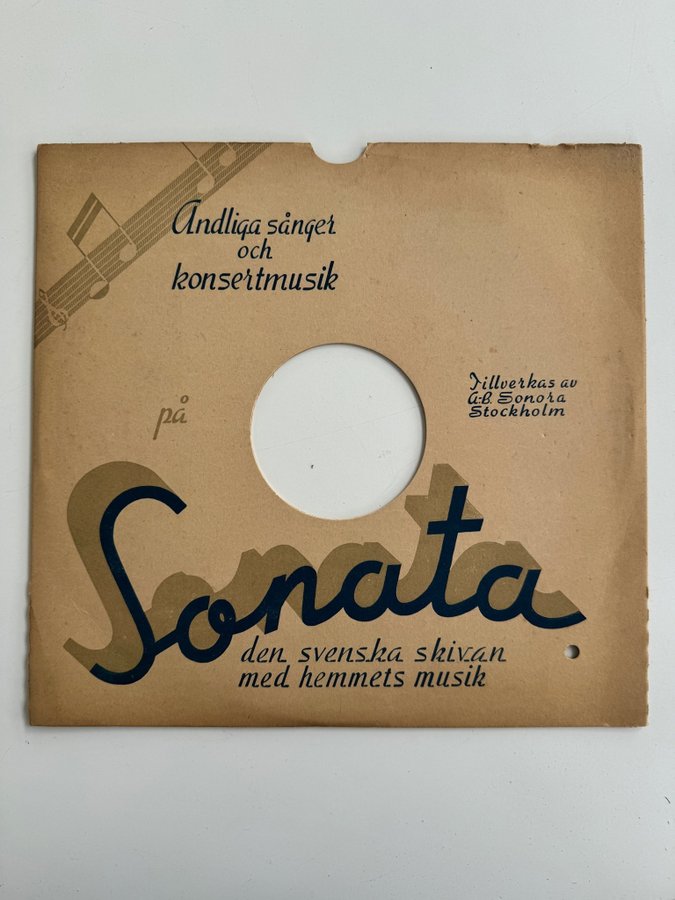 Andliga sånger
och
konsertmusik
på
Tillverkas av
A.-B. Sonora
Stockholm
Sonata
den svenska skivan
med hemmets musik